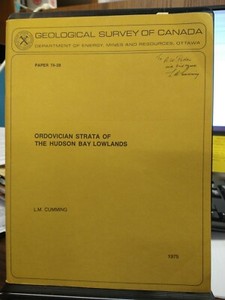 GEOLOGICAL SURVEY OF CANADA
DEPARTMENT OF ENERGY, MINES AND RESOURCES, OTTAWA
PAPER 74-28
ORDOVICIAN STRATA OF
THE HUDSON BAY LOWLANDS
L.M. CUMMING
1975